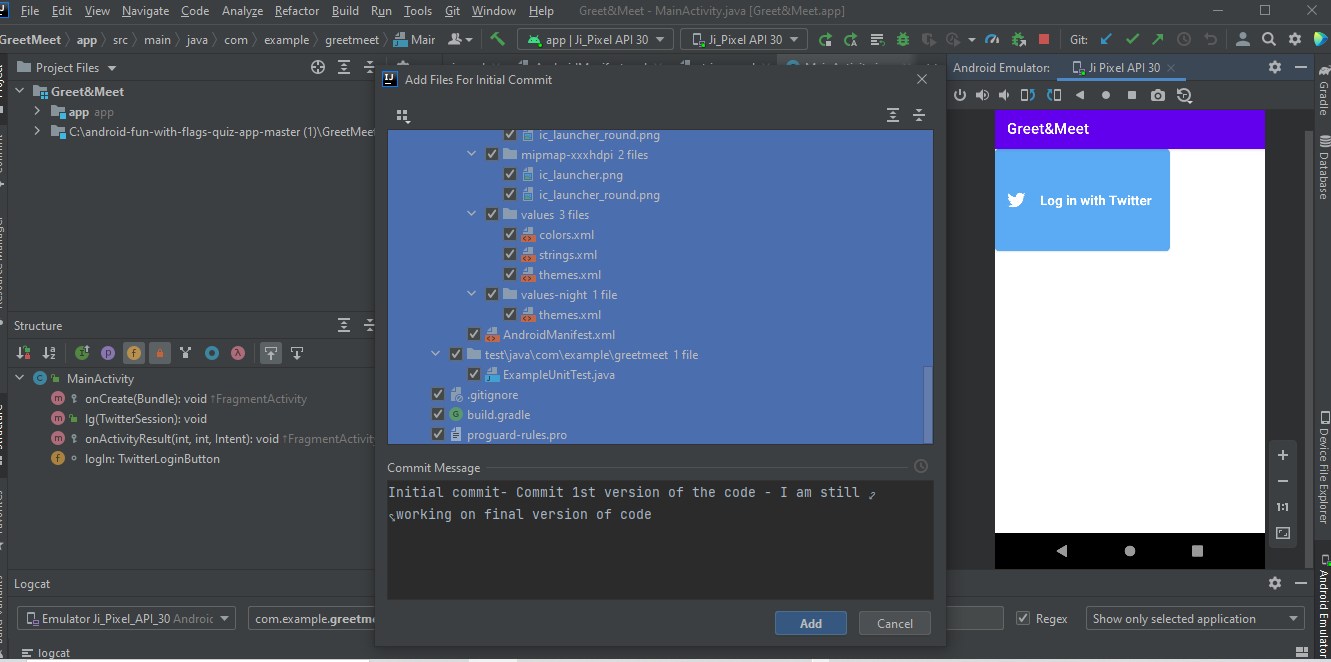 File Edit View Navigate Code Analyze Refactor Build Run Tools Git Window Help Greet&Meet - MainActivity.java [Greet&Meet.app]
GreetMeet app src main java com example greetmeet Mair app | Ji_Pixel API 30 Ji_Pixel API 30 Git:
Project Files
Greet&Meet
app app
C:\android-fun-with-flags-quiz-app-master (1)\GreetMeet
Structure
MainActivity
onCreate(Bundle): void ↑FragmentActivity
lg(TwitterSession): void
onActivityResult(int, int, Intent): void ↑FragmentActivit
logIn: TwitterLoginButton
Add Files For Initial Commit
ic_launcher_round.png
mipmap-xxxhdpi 2 files
ic_launcher.png
ic_launcher_round.png
values 3 files
colors.xml
strings.xml
themes.xml
values-night 1 file
themes.xml
AndroidManifest.xml
test\java\com\example\greetmeet 1 file
ExampleUnitTest.java
.gitignore
build.gradle
proguard-rules.pro
Commit Message
Initial commit- Commit 1st version of the code - I am still
working on final version of code
Add Cancel
Android Emulator: Ji Pixel API 30
Greet&Meet
Log in with Twitter
1:1
Gradle
Database
Device File Explorer
Android Emulator
Logcat
Emulator Ji_Pixel_API_30 Androic com.example.greetme Regex Show only selected application
logcat